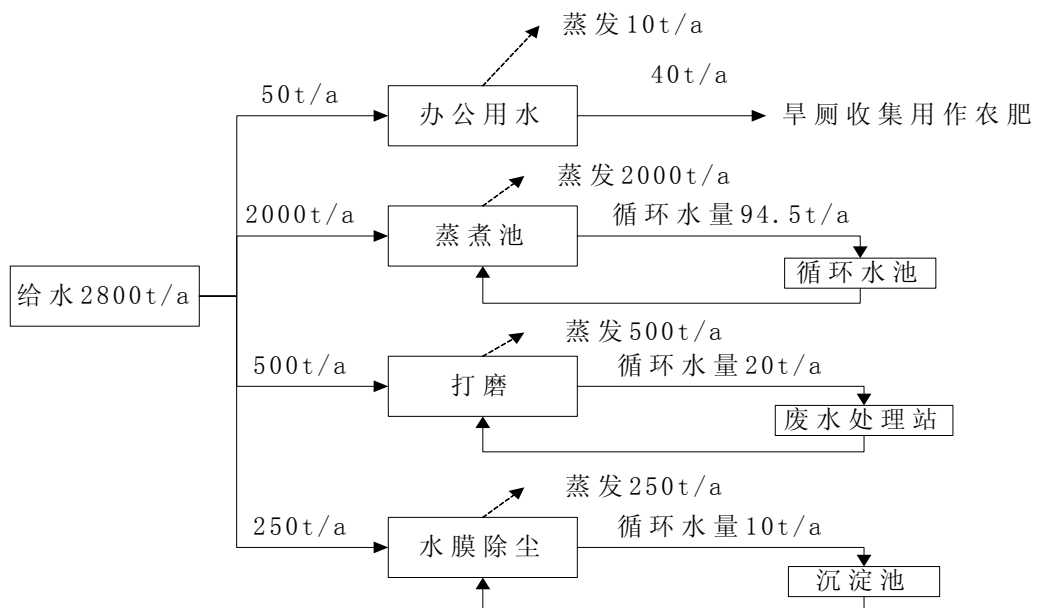 蒸发10t/a
50t/a
40t/a
办公用水
旱厕收集用作农肥
蒸发2000t/a
2000t/a
循环水量94.5t/a
蒸煮池
循环水池
给水2800t/a
蒸发500t/a
500t/a
循环水量20t/a
打磨
废水处理站
蒸发250t/a
250t/a
循环水量10t/a
水膜除尘
沉淀池